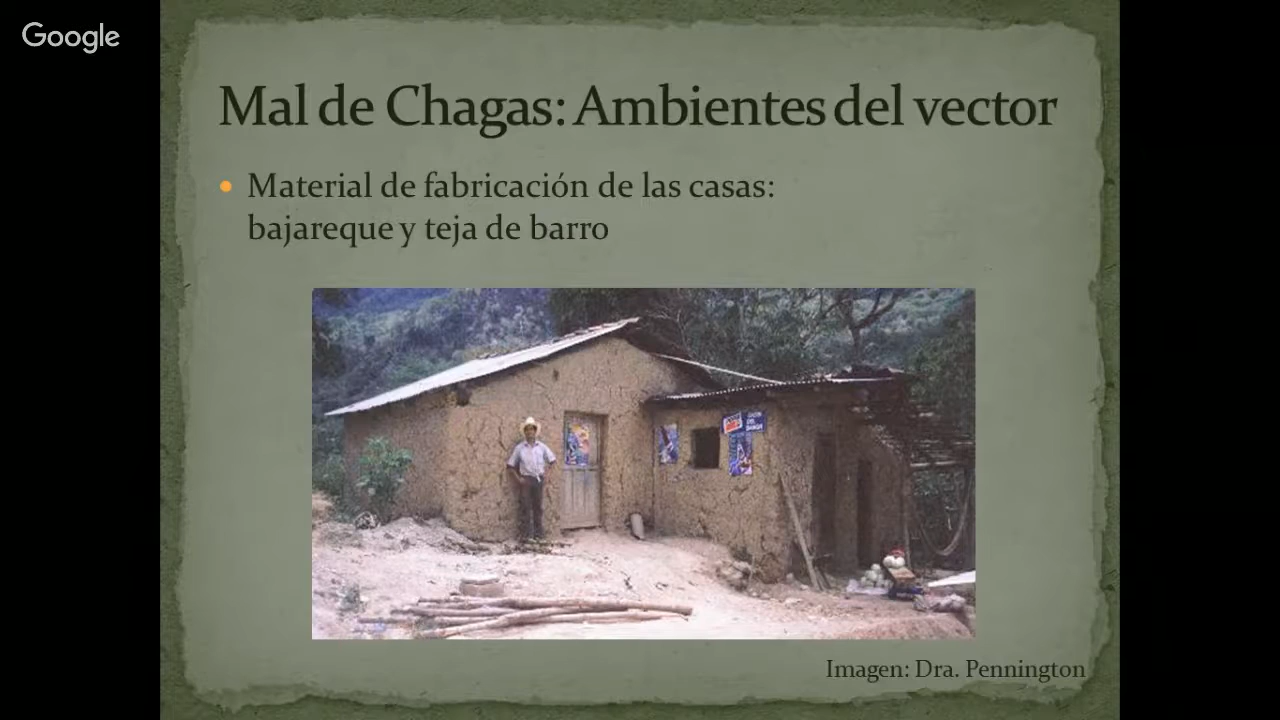 Google
Mal de Chagas: Ambientes del vector
Material de fabricación de las casas:
bajareque y teja de barro
Imagen: Dra. Pennington